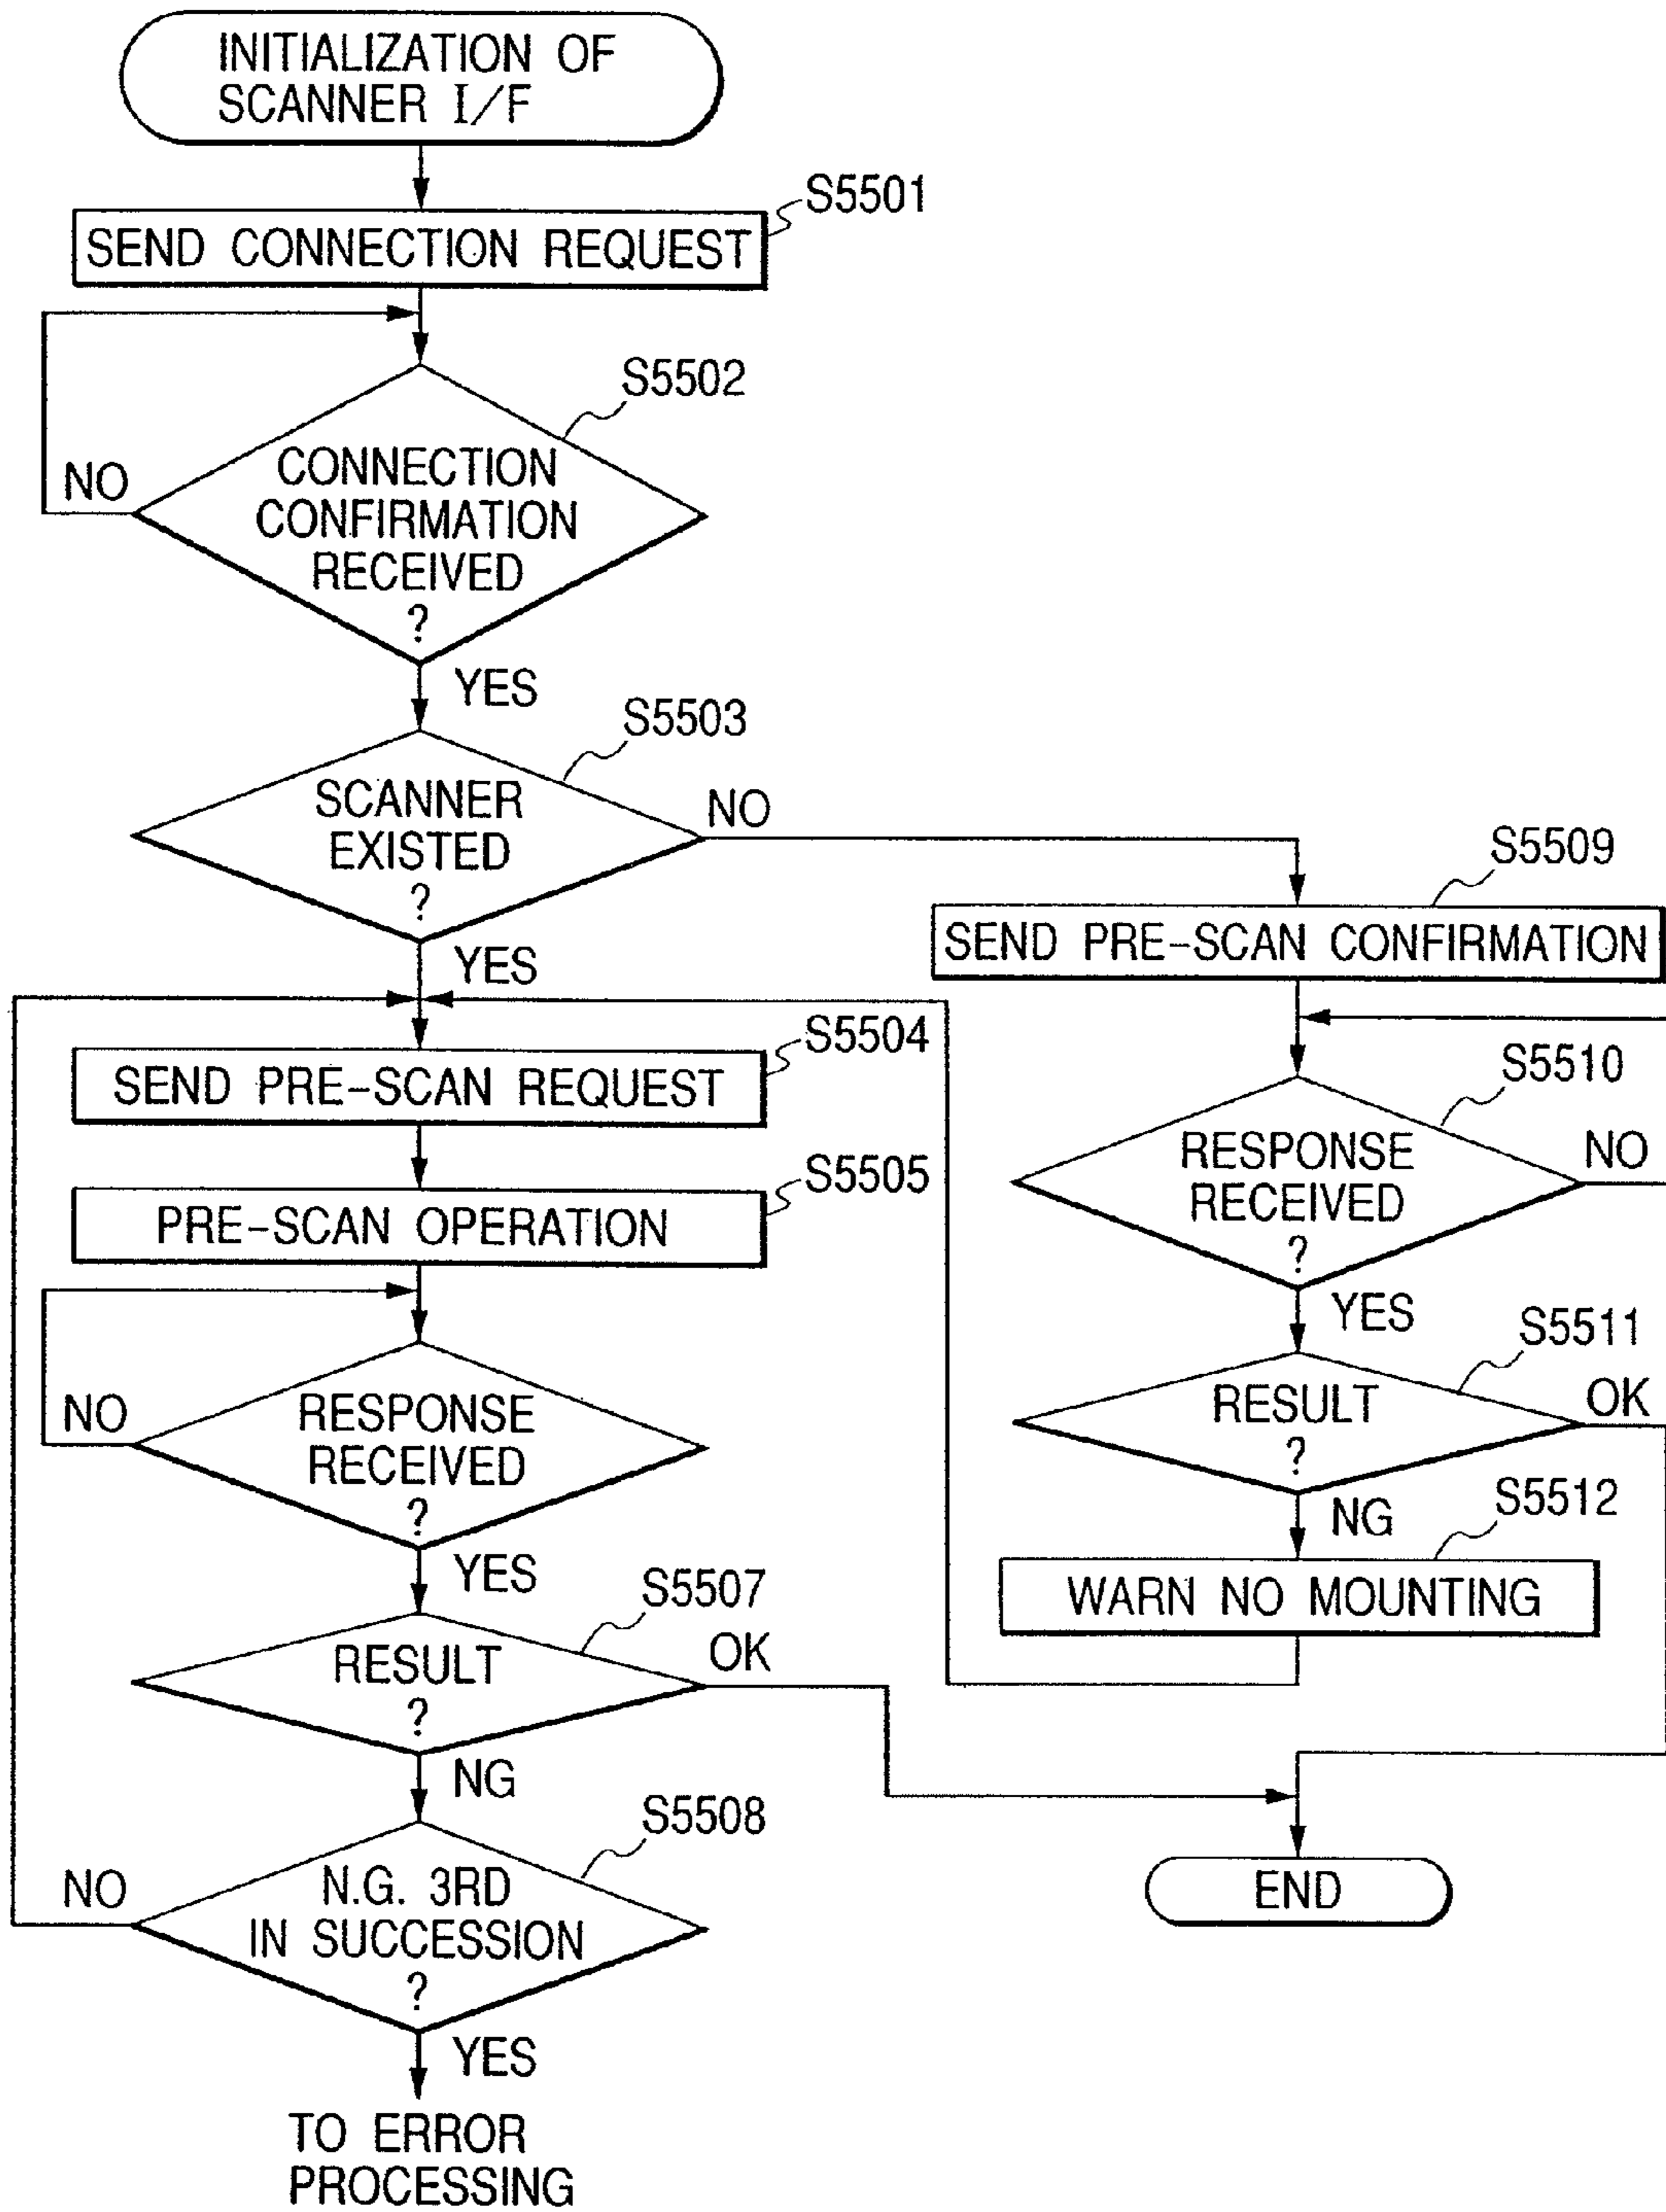 INITIALIZATION OF
SCANNER I/F
S5501
SEND CONNECTION REQUEST
S5502
NO
CONNECTION
CONFIRMATION
RECEIVED
?
YES
S5503
SCANNER
EXISTED
?
NO
YES
S5509
SEND PRE-SCAN CONFIRMATION
S5504
SEND PRE-SCAN REQUEST
S5510
RESPONSE
RECEIVED
?
NO
YES
S5505
PRE-SCAN OPERATION
NO
RESPONSE
RECEIVED
?
YES
S5511
RESULT
?
OK
NG
S5512
WARN NO MOUNTING
S5507
RESULT
?
OK
NG
S5508
NO
N.G. 3RD
IN SUCCESSION
?
YES
END
TO ERROR
PROCESSING